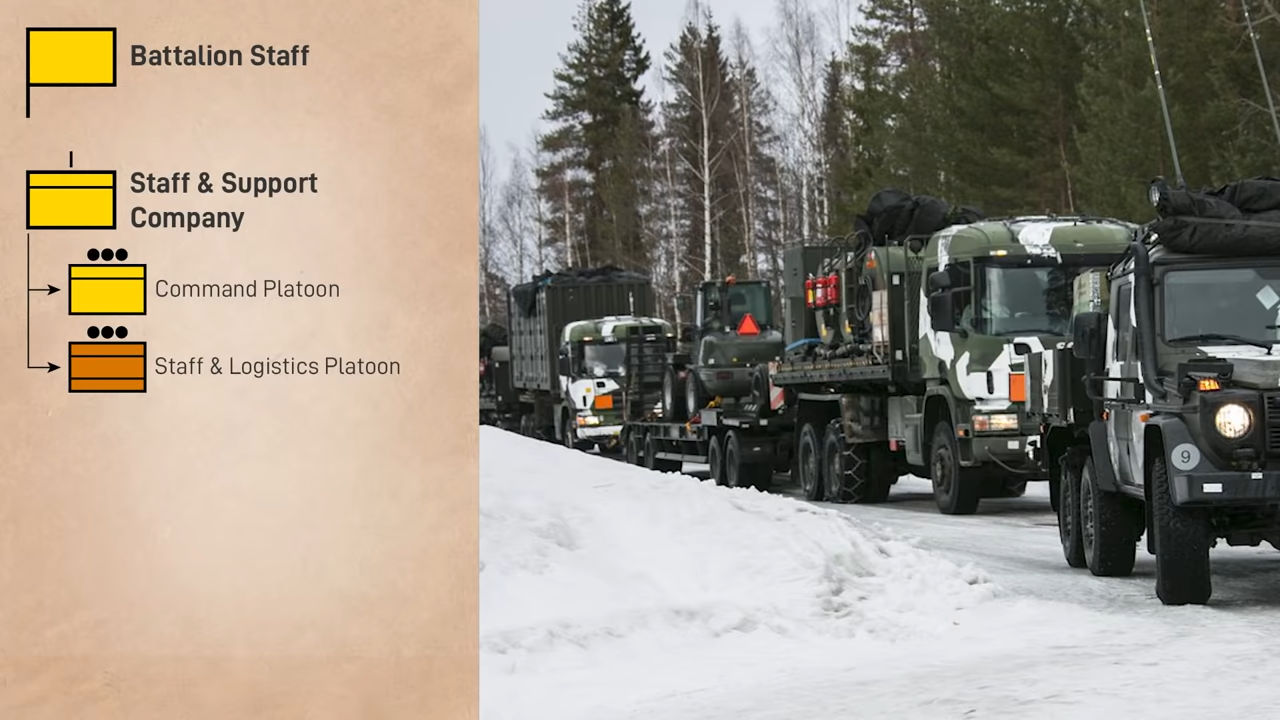 Battalion Staff
Staff & Support
Company
Command Platoon
Staff & Logistics Platoon
9